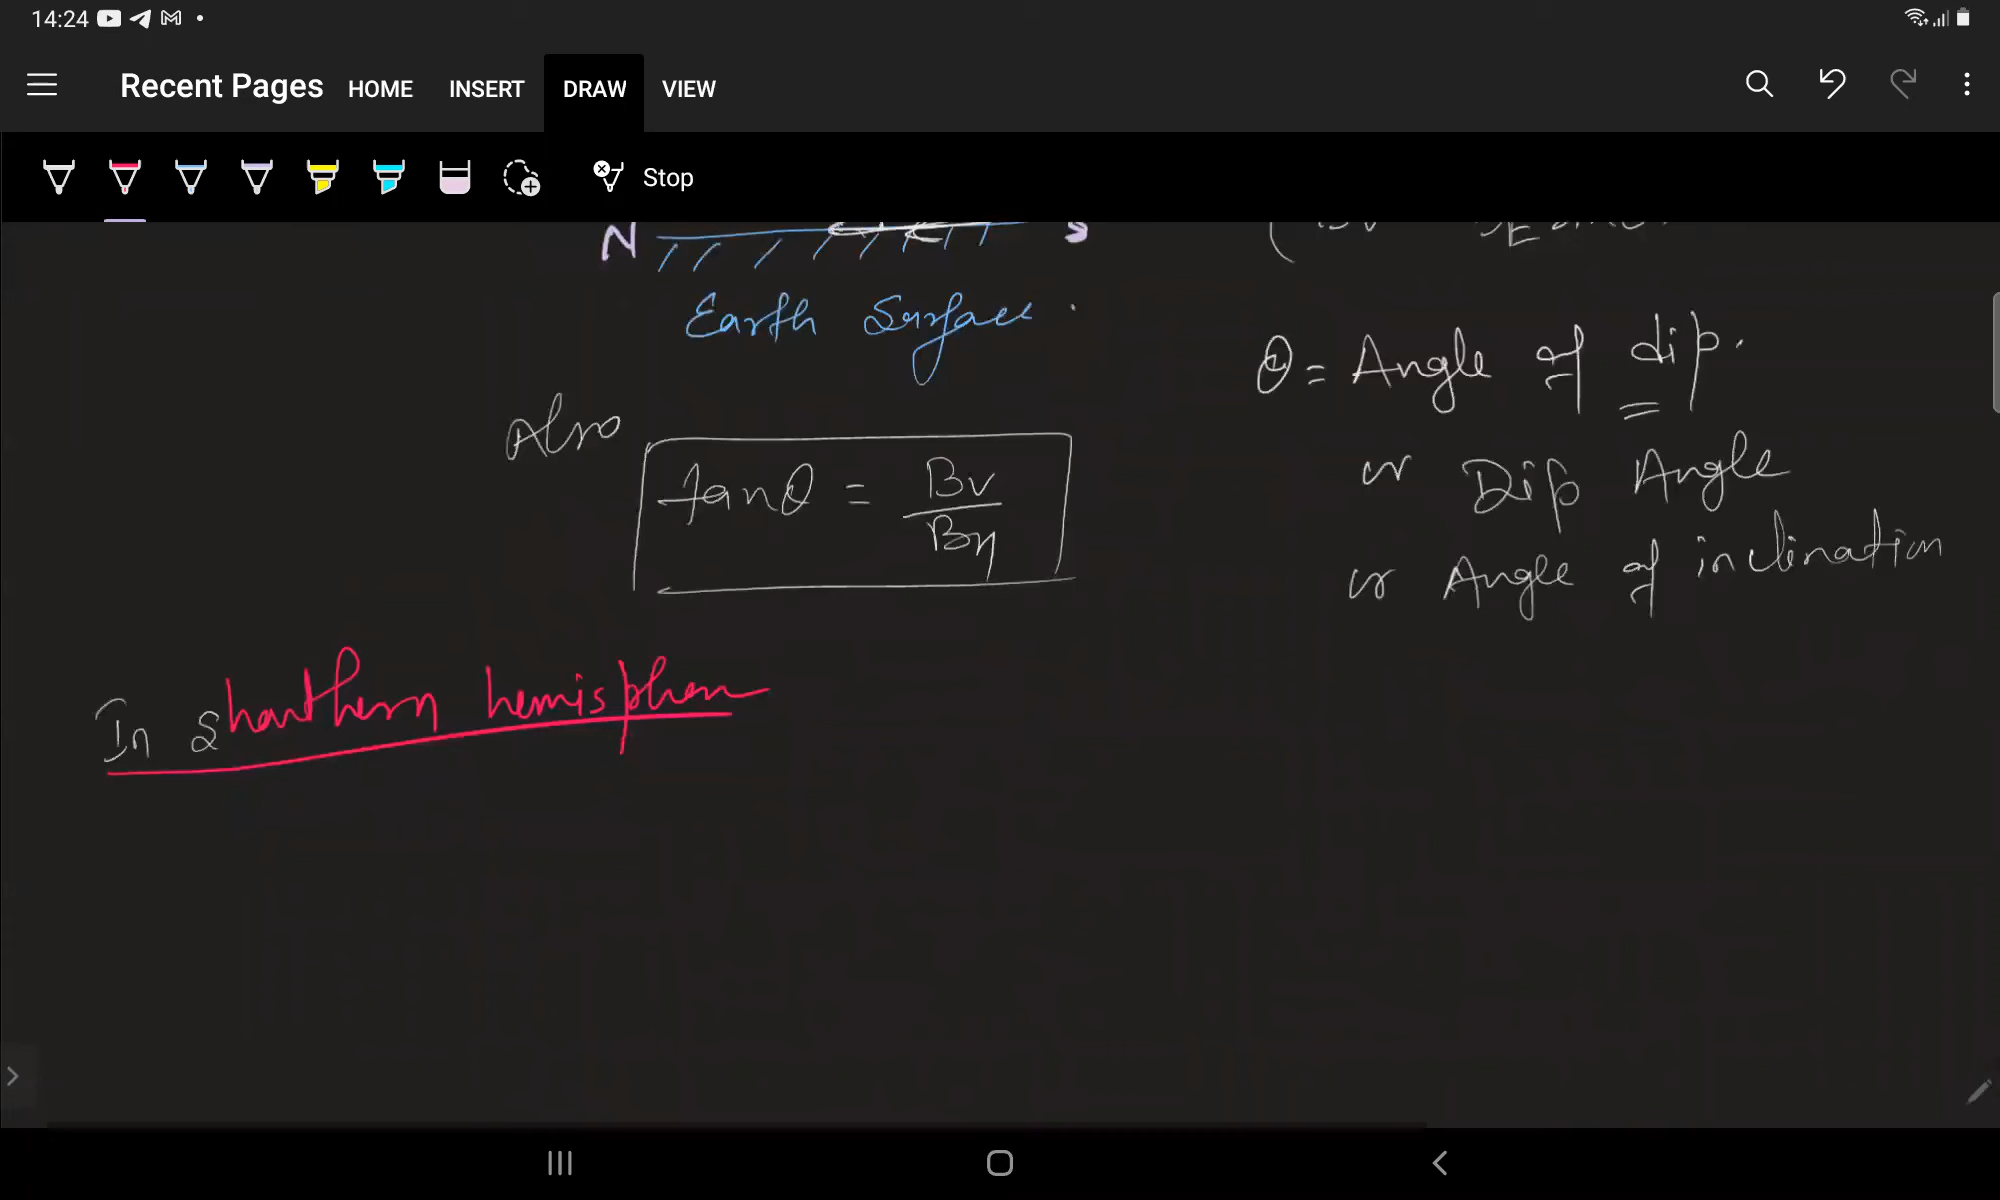 14:24
Recent Pages HOME INSERT DRAW VIEW
Stop
N S
Earth Surface.
θ = Angle of dip.
Also
tanθ = Bv / BH
or Dip Angle
or Angle of inclination
In hemisphere